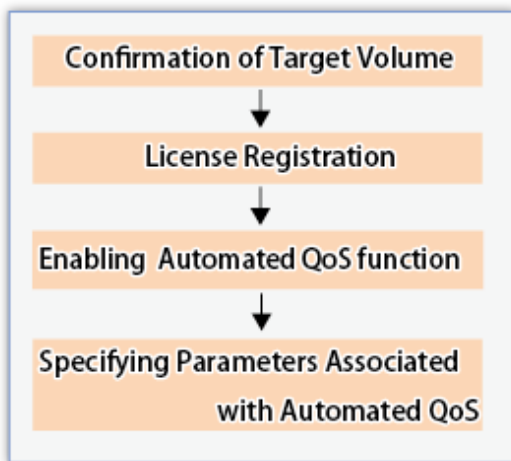 Confirmation of Target Volume
License Registration
Enabling Automated QoS function
Specifying Parameters Associated
with Automated QoS